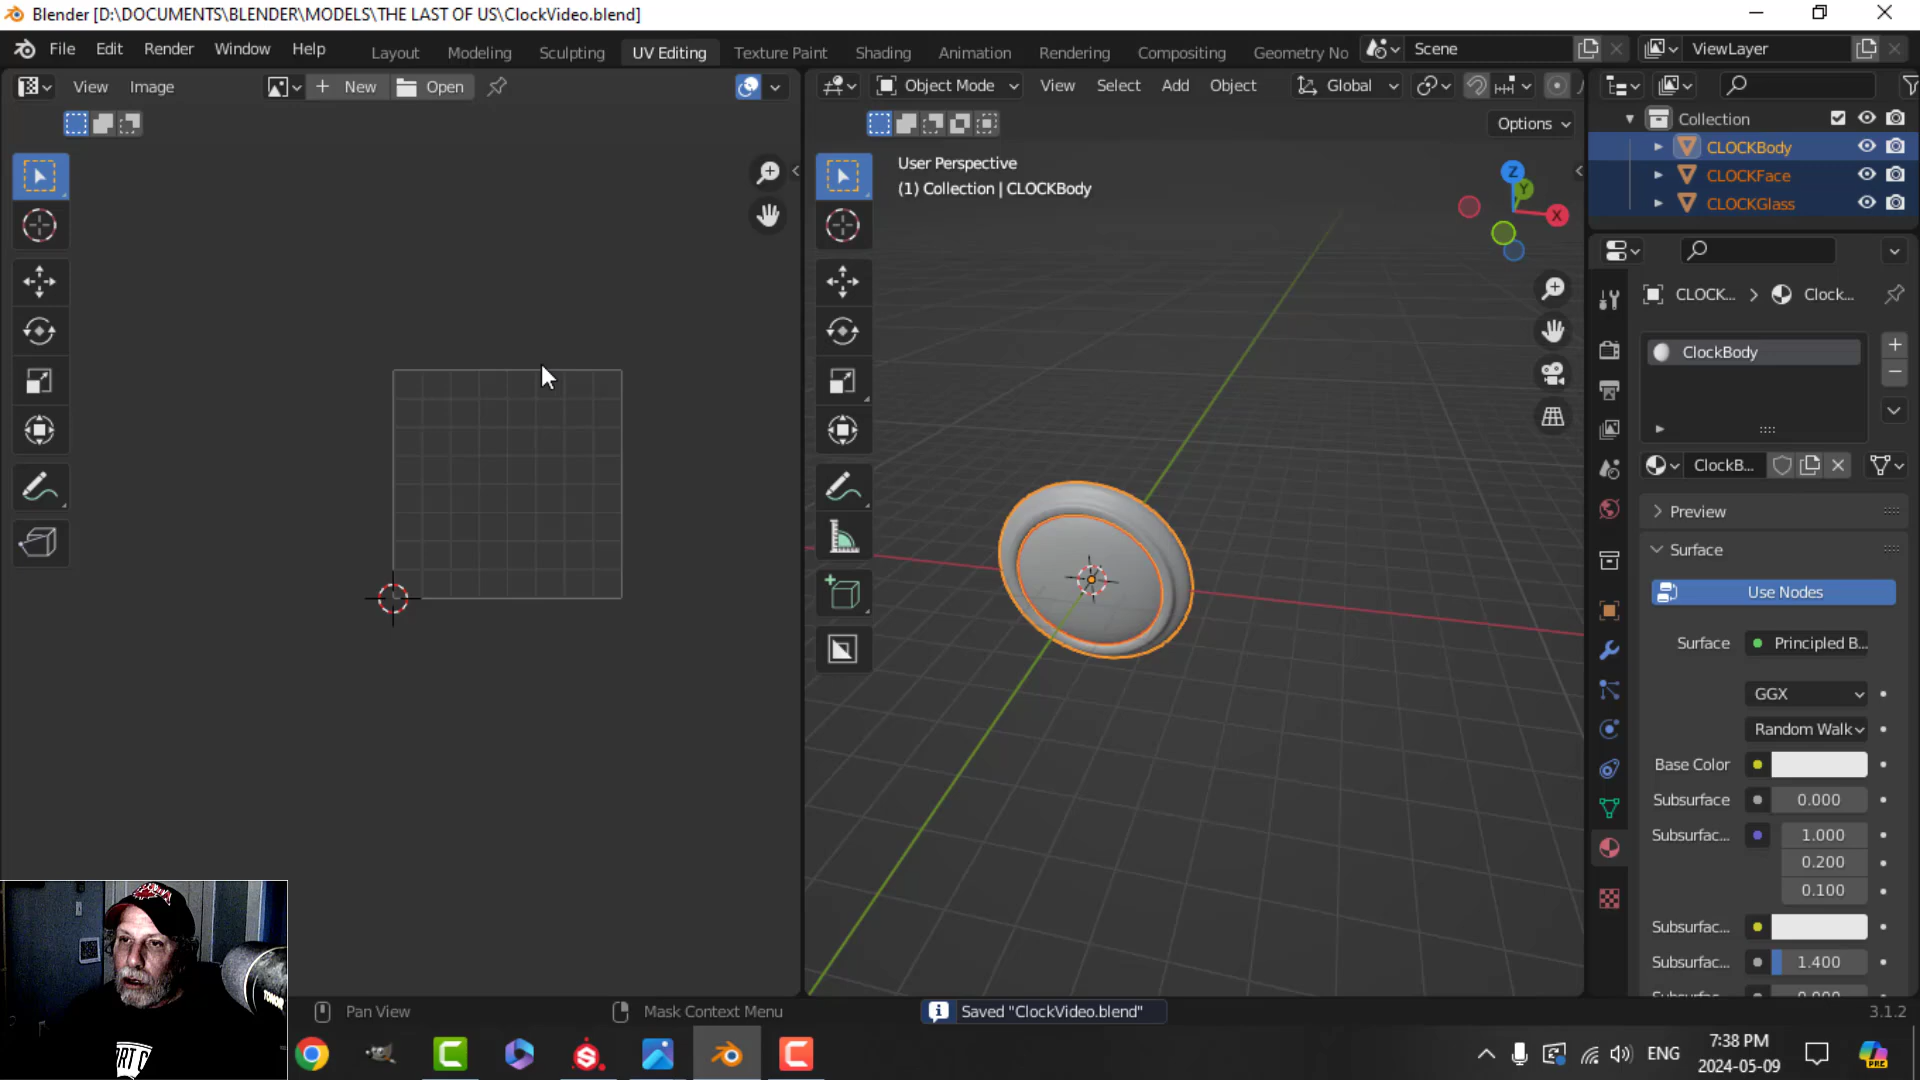 Blender [D:\DOCUMENTS\BLENDER\MODELS\THE LAST OF US\ClockVideo.blend]
File Edit Render Window Help Layout Modeling Sculpting UV Editing Texture Paint Shading Animation Rendering Compositing Geometry No Scene ViewLayer
View Image New Open Object Mode View Select Add Object Global
Options
Collection
CLOCKBody
CLOCKFace
CLOCKGlass
User Perspective
(1) Collection | CLOCKBody
Z
Y
X
CLOCK... Clock...
ClockBody
ClockB...
Preview
Surface
Use Nodes
Surface Principled B...
GGX
Random Walk
Base Color
Subsurface 0.000
Subsurfac... 1.000
0.200
0.100
Subsurfac...
Subsurfac... 1.400
Pan View Mask Context Menu Saved "ClockVideo.blend" 3.1.2
ENG 7:38 PM
2024-05-09